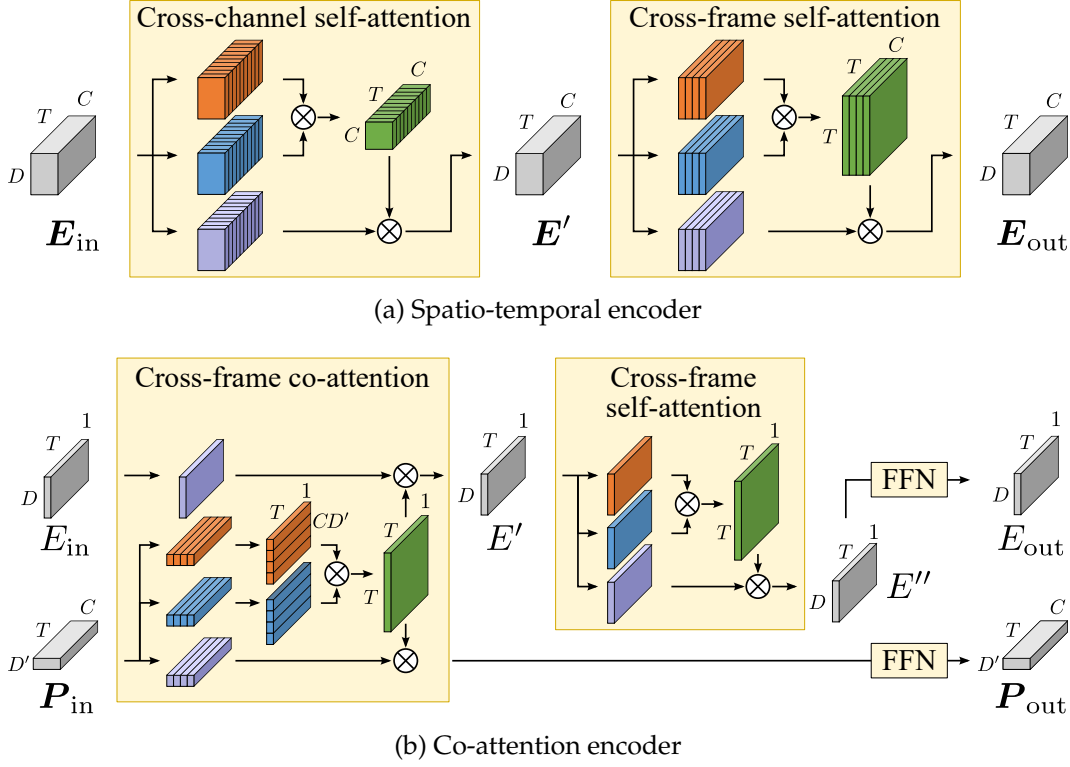 Cross-channel self-attention
Cross-frame self-attention
T C
D
E_in
T C
C
T C
D
E′
T C
T
T C
D
E_out
(a) Spatio-temporal encoder
Cross-frame co-attention
Cross-frame
self-attention
T 1
D
E_in
T 1
CD′
T 1
T
T 1
D
E′
T 1
T
T 1
D
E″
FFN
T 1
D
E_out
T C
D′
P_in
FFN
T C
D′
P_out
(b) Co-attention encoder